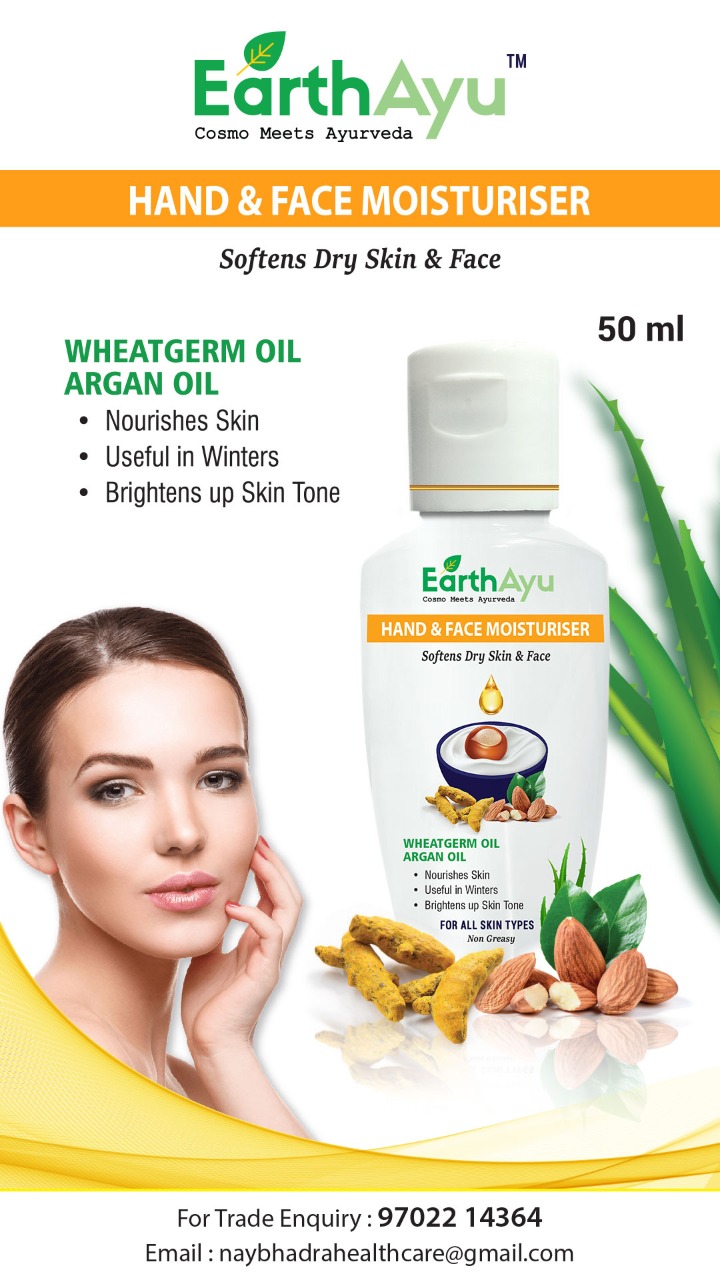 EarthAyu™
Cosmo Meets Ayurveda
HAND & FACE MOISTURISER
Softens Dry Skin & Face
50 ml
WHEATGERM OIL
ARGAN OIL
• Nourishes Skin
• Useful in Winters
• Brightens up Skin Tone
EarthAyu
Cosmo Meets Ayurveda
HAND & FACE MOISTURISER
Softens Dry Skin & Face
WHEATGERM OIL
ARGAN OIL
• Nourishes Skin
• Useful in Winters
• Brightens up Skin Tone
FOR ALL SKIN TYPES
Non Greasy
For Trade Enquiry : 97022 14364
Email : naybhadrahealthcare@gmail.com